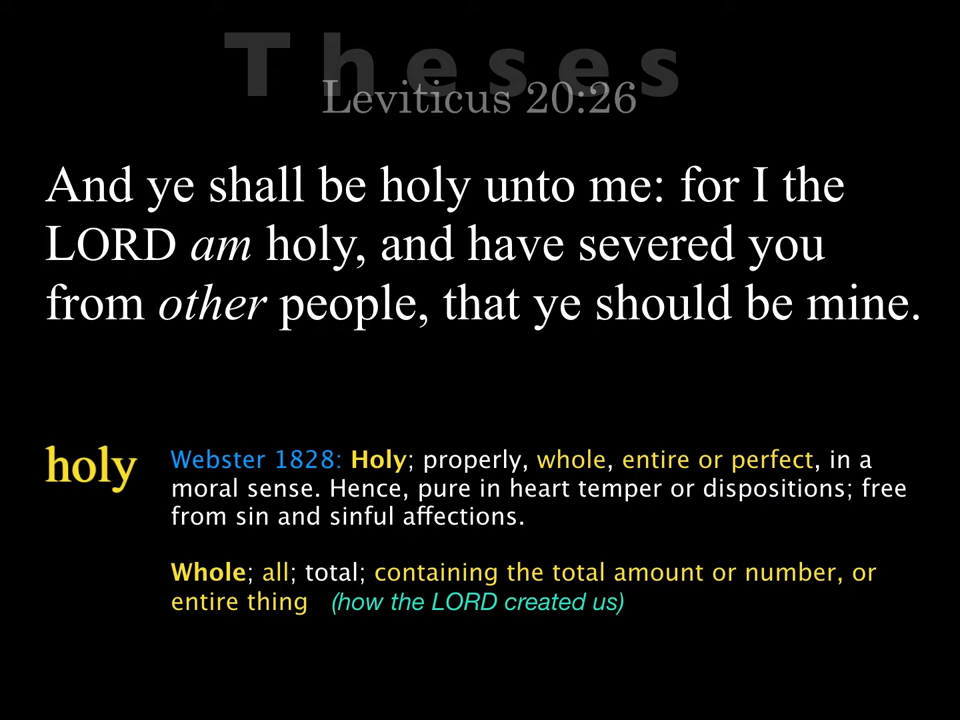 Theses
Leviticus 20:26
And ye shall be holy unto me: for I the
LORD am holy, and have severed you
from other people, that ye should be mine.
holy
Webster 1828: Holy; properly, whole, entire or perfect, in a
moral sense. Hence, pure in heart temper or dispositions; free
from sin and sinful affections.
Whole; all; total; containing the total amount or number, or
entire thing (how the LORD created us)